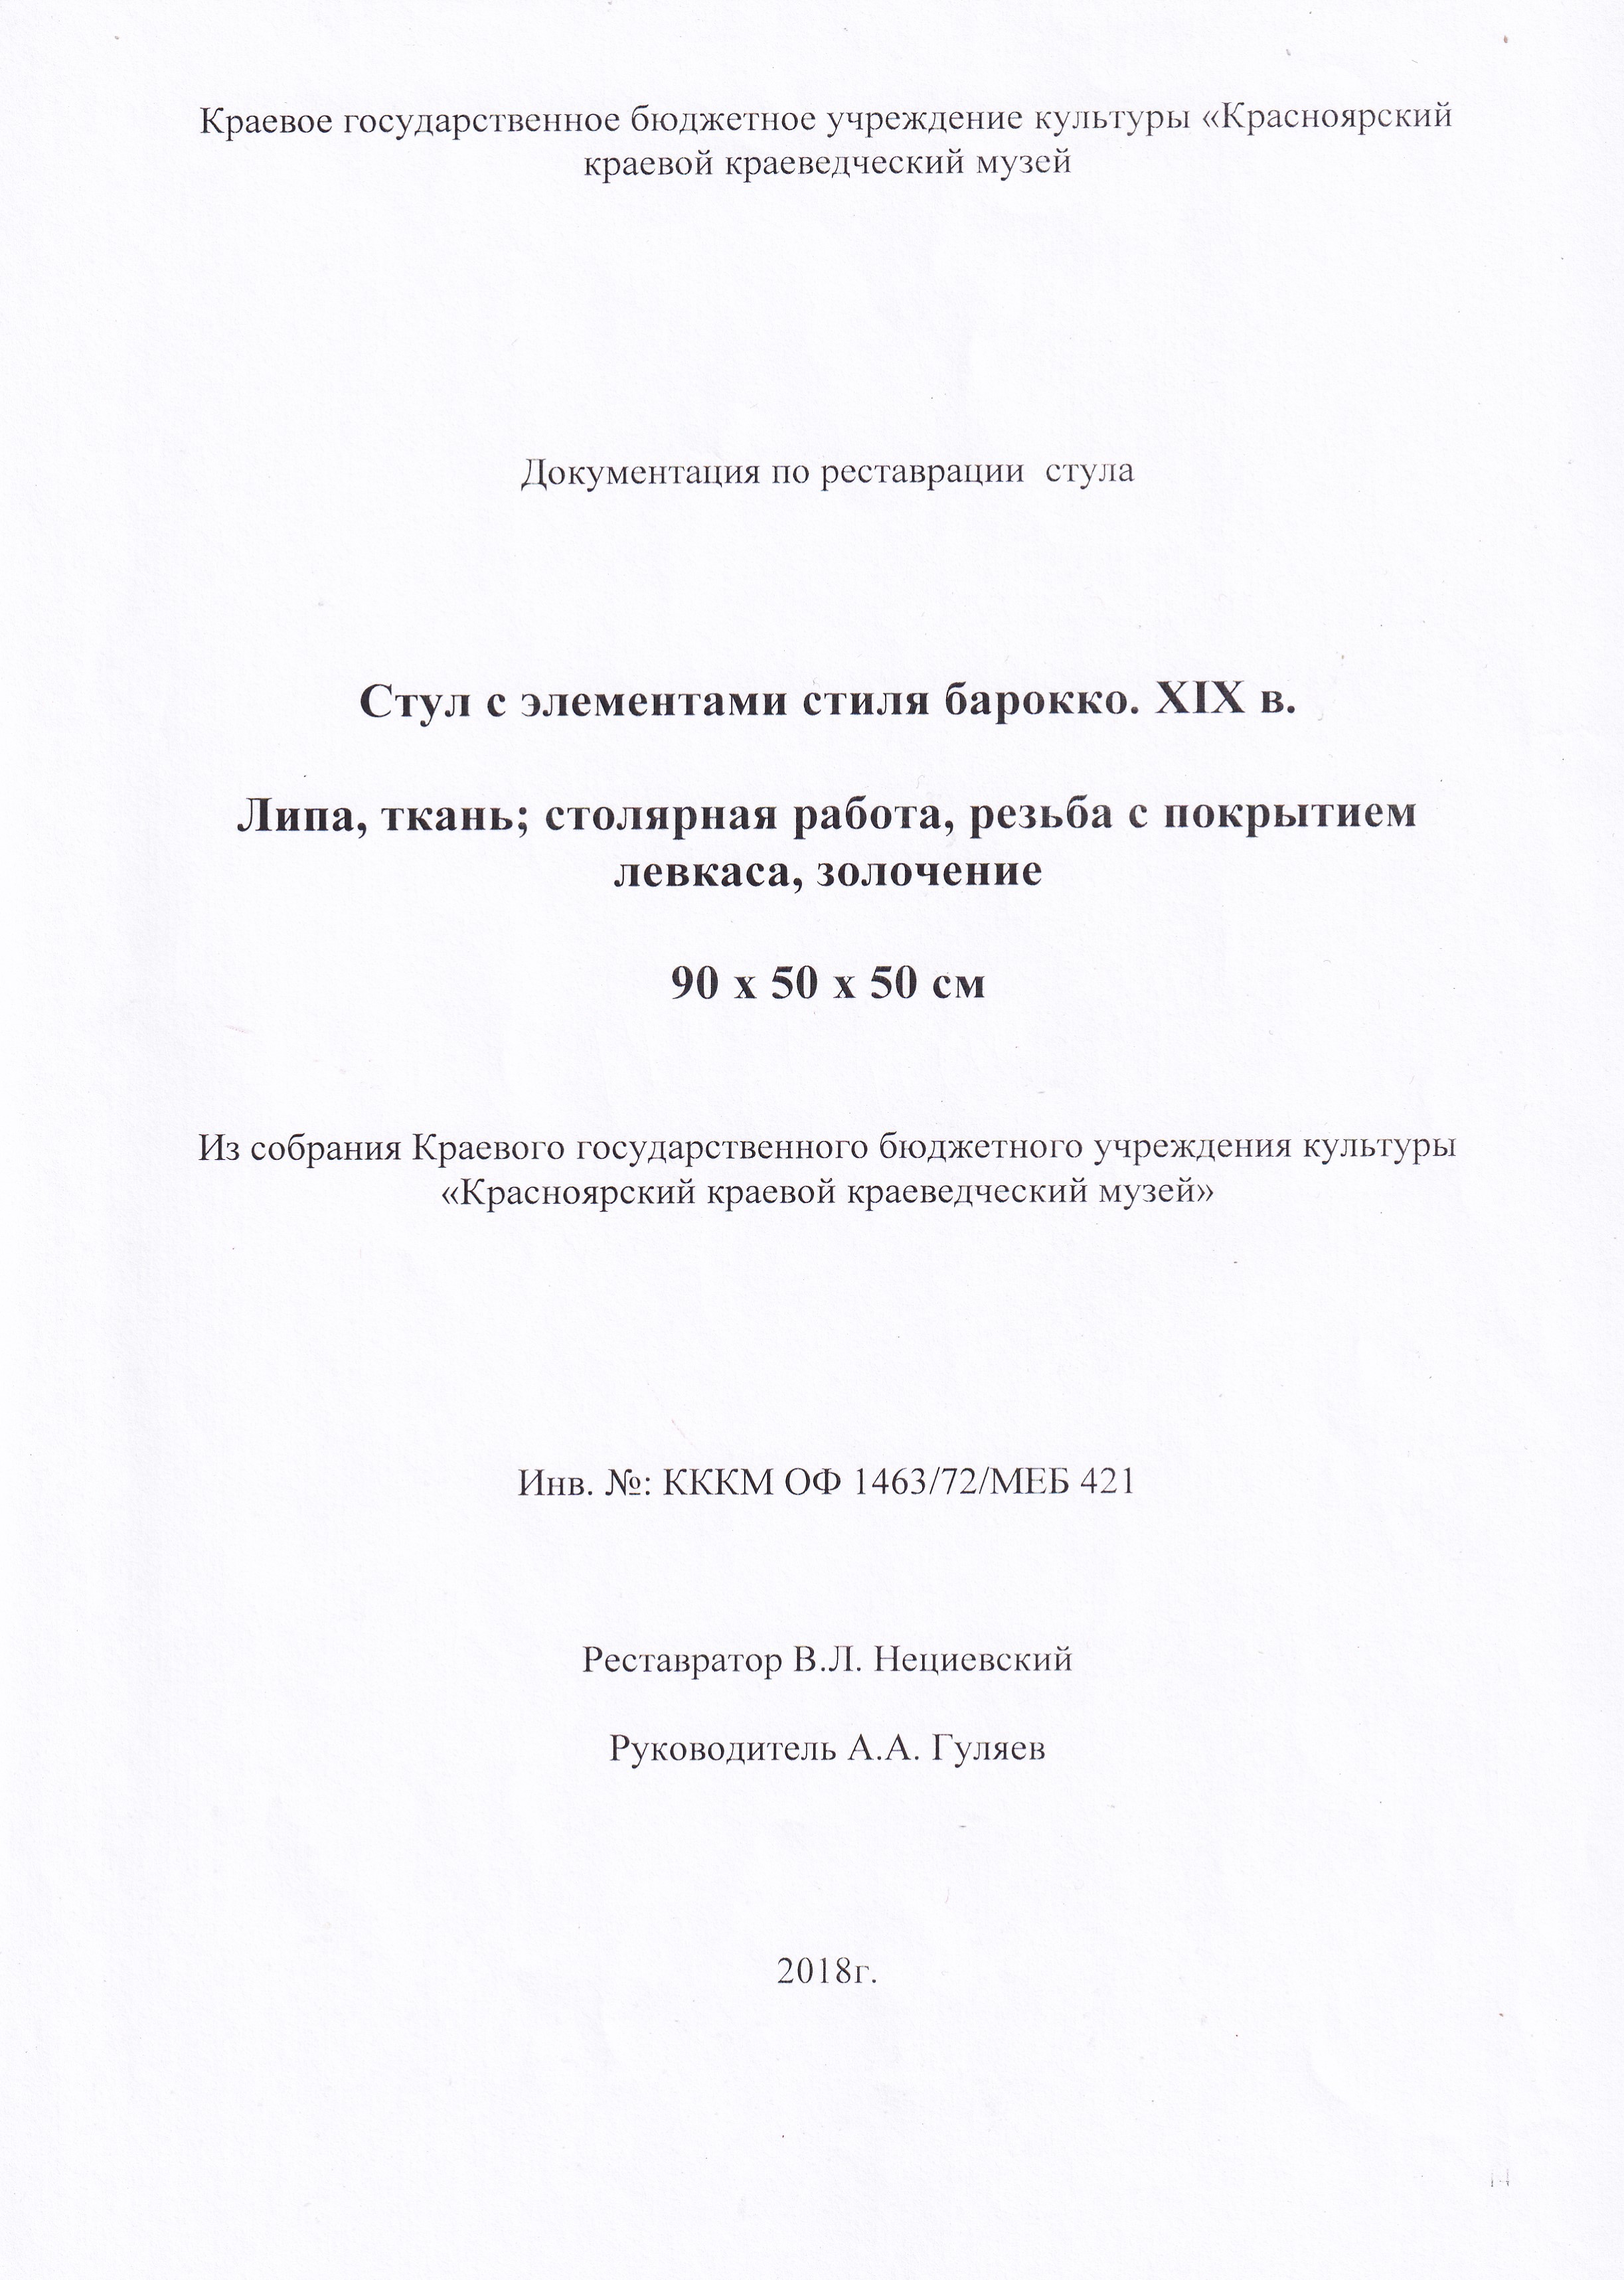 Краевое государственное бюджетное учреждение культуры «Красноярский
краевой краеведческий музей
Документация по реставрации  стула
Стул с элементами стиля барокко. XIX в.
Липа, ткань; столярная работа, резьба с покрытием
левкаса, золочение
90 х 50 х 50 см
Из собрания Краевого государственного бюджетного учреждения культуры
«Красноярский краевой краеведческий музей»
Инв. №: КККМ ОФ 1463/72/МЕБ 421
Реставратор В.Л. Нециевский
Руководитель А.А. Гуляев
2018г.